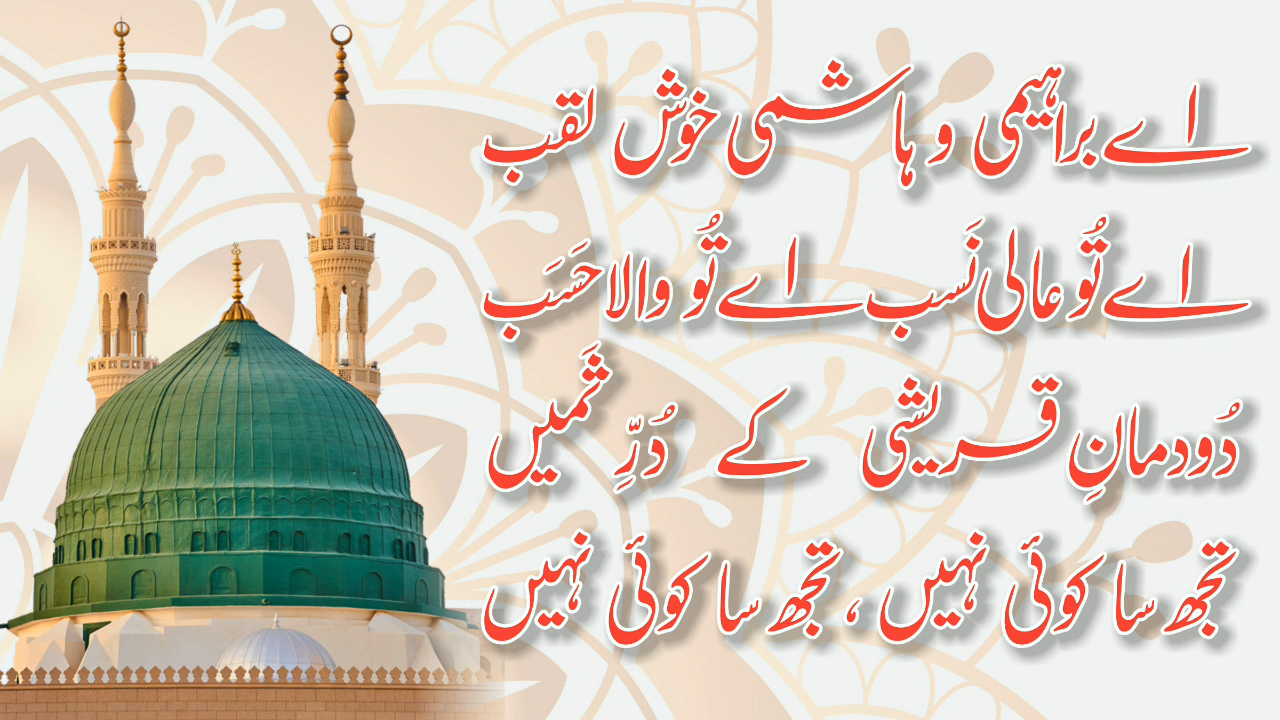 اے براہیمی و ہاشمی خوش لقب
اے تُو عالی نَسب اے تُو والا حَسَب
دُودمانِ قریشی کے دُرِّ ثَمیں
تجھ سا کوئی نہیں ، تجھ سا کوئی نہیں